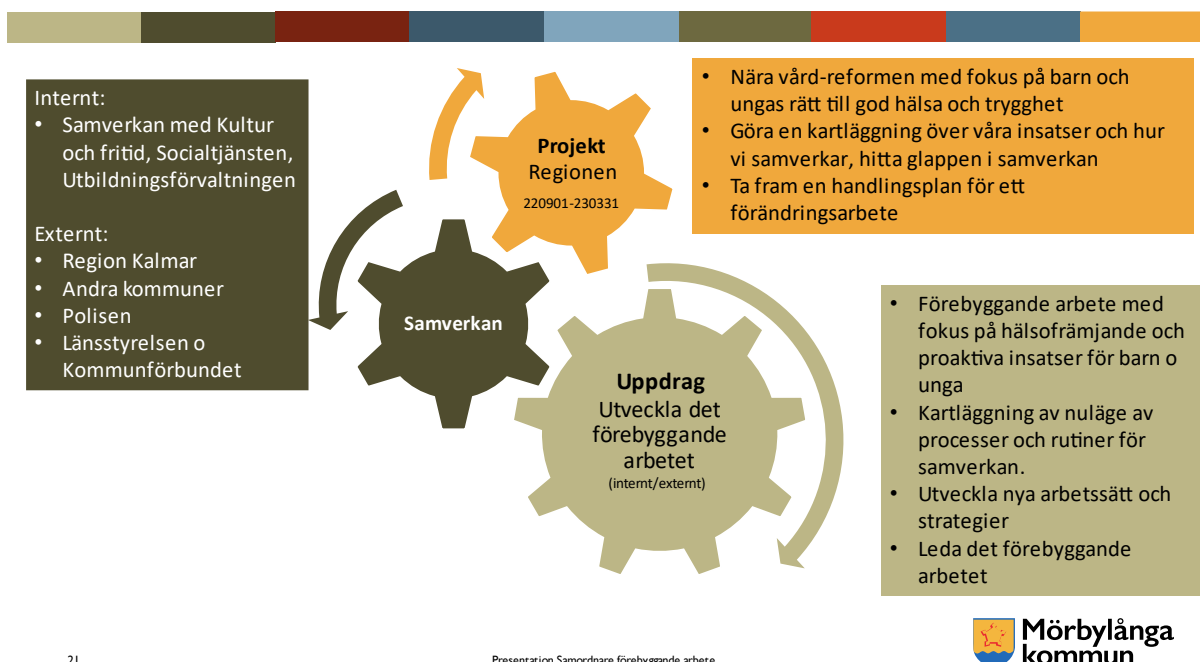 Internt:
• Samverkan med Kultur
och fritid, Socialtjänsten,
Utbildningsförvaltningen
Externt:
• Region Kalmar
• Andra kommuner
• Polisen
• Länsstyrelsen o
Kommunförbundet
Projekt
Regionen
220901-230331
• Nära vård-reformen med fokus på barn och
ungas rätt till god hälsa och trygghet
• Göra en kartläggning över våra insatser och hur
vi samverkar, hitta glappen i samverkan
• Ta fram en handlingsplan för ett
förändringsarbete
Samverkan
Uppdrag
Utveckla det
förebyggande
arbetet
(internt/externt)
• Förebyggande arbete med
fokus på hälsofrämjande och
proaktiva insatser för barn o
unga
• Kartläggning av nuläge av
processer och rutiner för
samverkan.
• Utveckla nya arbetssätt och
strategier
• Leda det förebyggande
arbetet
21
Presentation Samordnare förebyggande arbete
Mörbylånga
kommun